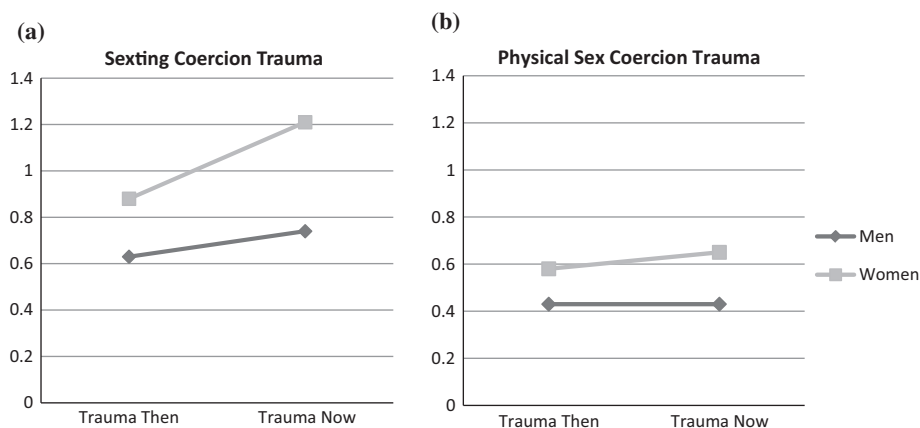 (a)
Sexting Coercion Trauma
1.4
1.2
1
0.8
0.6
0.4
0.2
0
Trauma Then Trauma Now
(b)
Physical Sex Coercion Trauma
1.4
1.2
1
0.8
0.6
0.4
0.2
0
Trauma Then Trauma Now
Men
Women